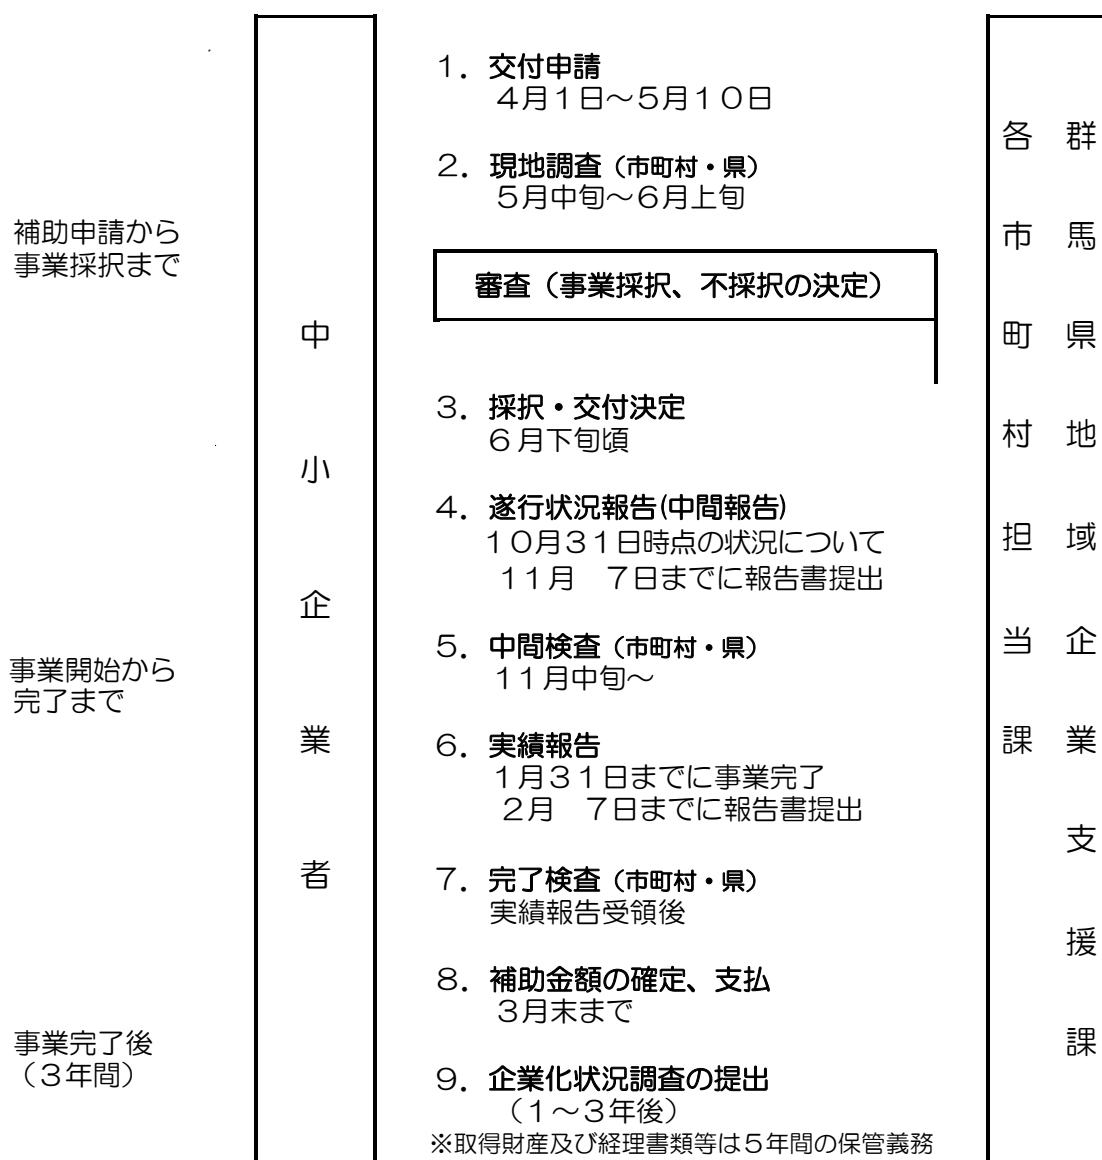 補助申請から
事業採択まで
事業開始から
完了まで
事業完了後
（３年間）
中小企業者
１．交付申請
４月１日～５月１０日
２．現地調査（市町村・県）
５月中旬～６月上旬
審査（事業採択、不採択の決定）
３．採択・交付決定
６月下旬頃
４．遂行状況報告(中間報告)
１０月３１日時点の状況について
１１月　７日までに報告書提出
５．中間検査（市町村・県）
１１月中旬～
６．実績報告
１月３１日までに事業完了
２月　７日までに報告書提出
７．完了検査（市町村・県）
実績報告受領後
８．補助金額の確定、支払
３月末まで
９．企業化状況調査の提出
（１～３年後）
※取得財産及び経理書類等は５年間の保管義務
群馬県地域企業支援課
各市町村担当課